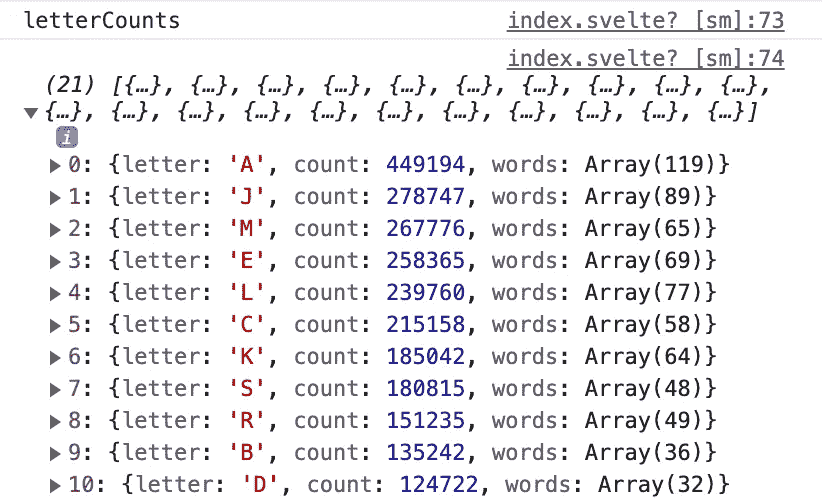 letterCounts index.svelte? [sm]:73
index.svelte? [sm]:74
(21) [{…}, {…}, {…}, {…}, {…}, {…}, {…}, {…}, {…}, {…},
▼{…}, {…}, {…}, {…}, {…}, {…}, {…}, {…}, {…}, {…}, {…}]
i
▶0: {letter: 'A', count: 449194, words: Array(119)}
▶1: {letter: 'J', count: 278747, words: Array(89)}
▶2: {letter: 'M', count: 267776, words: Array(65)}
▶3: {letter: 'E', count: 258365, words: Array(69)}
▶4: {letter: 'L', count: 239760, words: Array(77)}
▶5: {letter: 'C', count: 215158, words: Array(58)}
▶6: {letter: 'K', count: 185042, words: Array(64)}
▶7: {letter: 'S', count: 180815, words: Array(48)}
▶8: {letter: 'R', count: 151235, words: Array(49)}
▶9: {letter: 'B', count: 135242, words: Array(36)}
▶10: {letter: 'D', count: 124722, words: Array(32)}